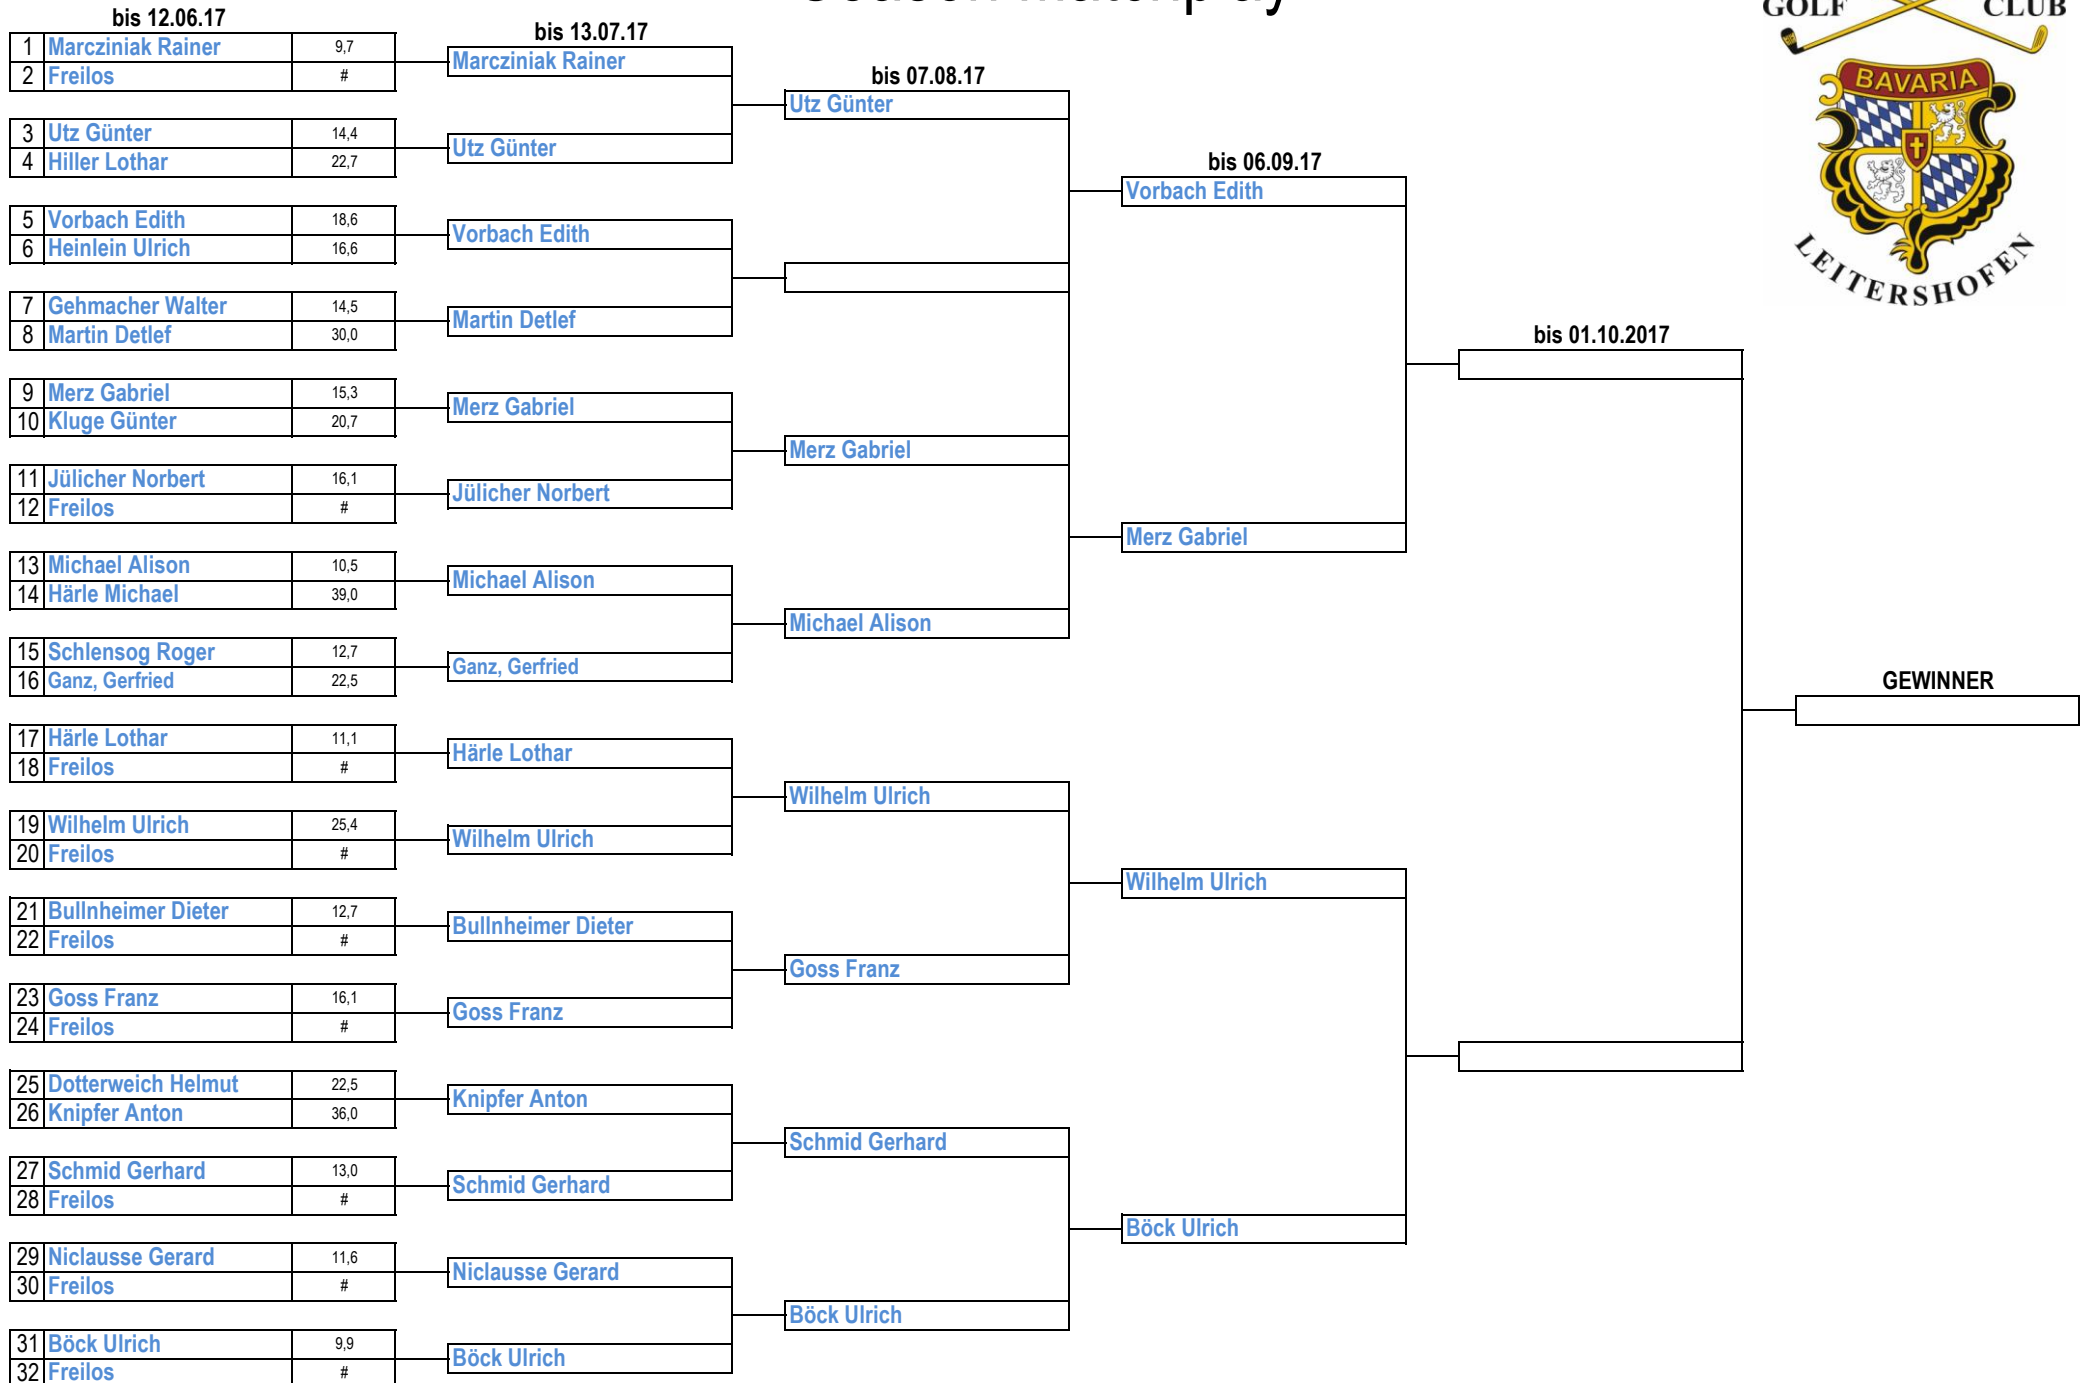 bis 12.06.17
1 Marcziniak Rainer 9,7
2 Freilos #
3 Utz Günter 14,4
4 Hiller Lothar 22,7
5 Vorbach Edith 18,6
6 Heinlein Ulrich 16,6
7 Gehmacher Walter 14,5
8 Martin Detlef 30,0
9 Merz Gabriel 15,3
10 Kluge Günter 20,7
11 Jülicher Norbert 16,1
12 Freilos #
13 Michael Alison 10,5
14 Härle Michael 39,0
15 Schlensog Roger 12,7
16 Ganz, Gerfried 22,5
17 Härle Lothar 11,1
18 Freilos #
19 Wilhelm Ulrich 25,4
20 Freilos #
21 Bullnheimer Dieter 12,7
22 Freilos #
23 Goss Franz 16,1
24 Freilos #
25 Dotterweich Helmut 22,5
26 Knipfer Anton 36,0
27 Schmid Gerhard 13,0
28 Freilos #
29 Niclausse Gerard 11,6
30 Freilos #
31 Böck Ulrich 9,9
32 Freilos #
bis 13.07.17
Marcziniak Rainer
Utz Günter
Vorbach Edith
Martin Detlef
Merz Gabriel
Jülicher Norbert
Michael Alison
Ganz, Gerfried
Härle Lothar
Wilhelm Ulrich
Bullnheimer Dieter
Goss Franz
Knipfer Anton
Schmid Gerhard
Niclausse Gerard
Böck Ulrich
bis 07.08.17
Utz Günter
Merz Gabriel
Michael Alison
Wilhelm Ulrich
Goss Franz
Schmid Gerhard
Böck Ulrich
bis 06.09.17
Vorbach Edith
Merz Gabriel
Wilhelm Ulrich
Böck Ulrich
bis 01.10.2017
GEWINNER
GOLF CLUB
BAVARIA
LEITERSHOFEN